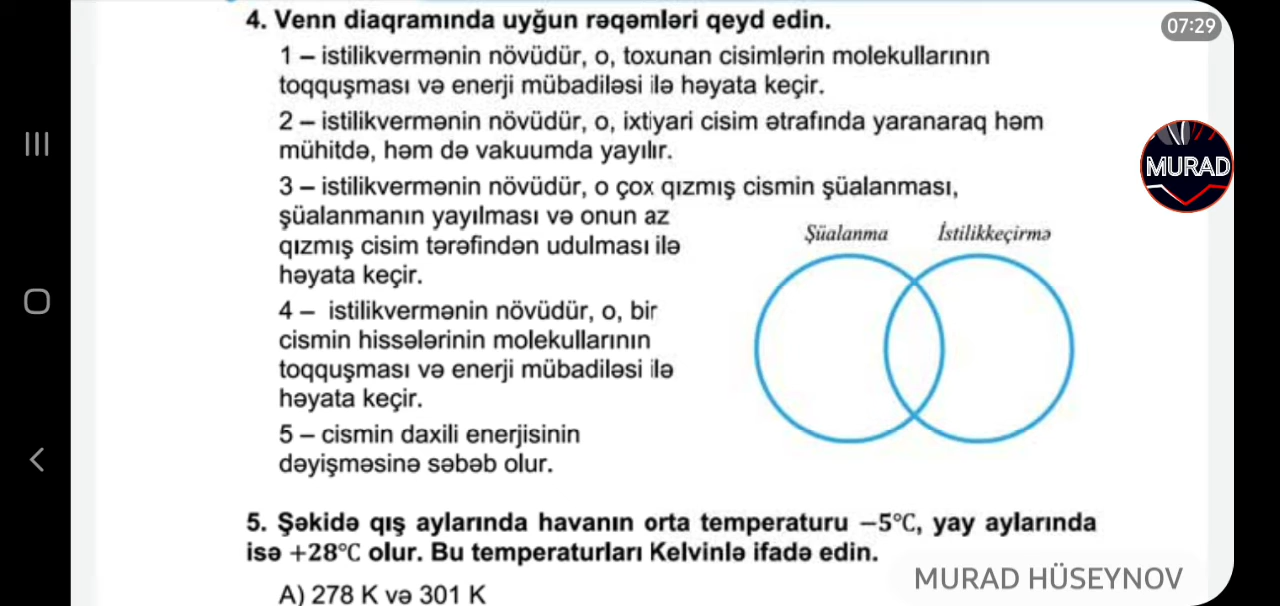 07:29
4. Venn diaqramında uyğun rəqəmləri qeyd edin.
1 – istilikvermənin növüdür, o, toxunan cisimlərin molekullarının
toqquşması və enerji mübadiləsi ilə həyata keçir.
2 – istilikvermənin növüdür, o, ixtiyari cisim ətrafında yaranaraq həm
mühitdə, həm də vakuumda yayılır.
MURAD
3 – istilikvermənin növüdür, o çox qızmış cismin şüalanması,
şüalanmanın yayılması və onun az
qızmış cisim tərəfindən udulması ilə
həyata keçir.
4 – istilikvermənin növüdür, o, bir
cismin hissələrinin molekullarının
toqquşması və enerji mübadiləsi ilə
həyata keçir.
5 – cismin daxili enerjisinin
dəyişməsinə səbəb olur.
Şüalanma
İstilikkeçirmə
5. Şəkidə qış aylarında havanın orta temperaturu −5°C, yay aylarında
isə +28°C olur. Bu temperaturları Kelvinlə ifadə edin.
A) 278 K və 301 K
MURAD HÜSEYNOV